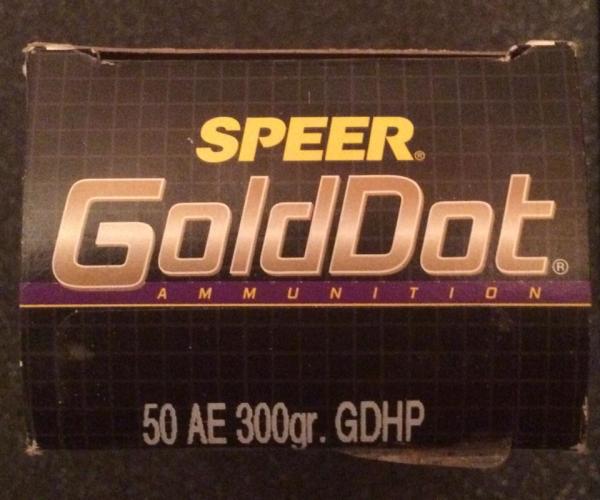 SPEER®
GoldDot®
AMMUNITION
50 AE 300gr. GDHP